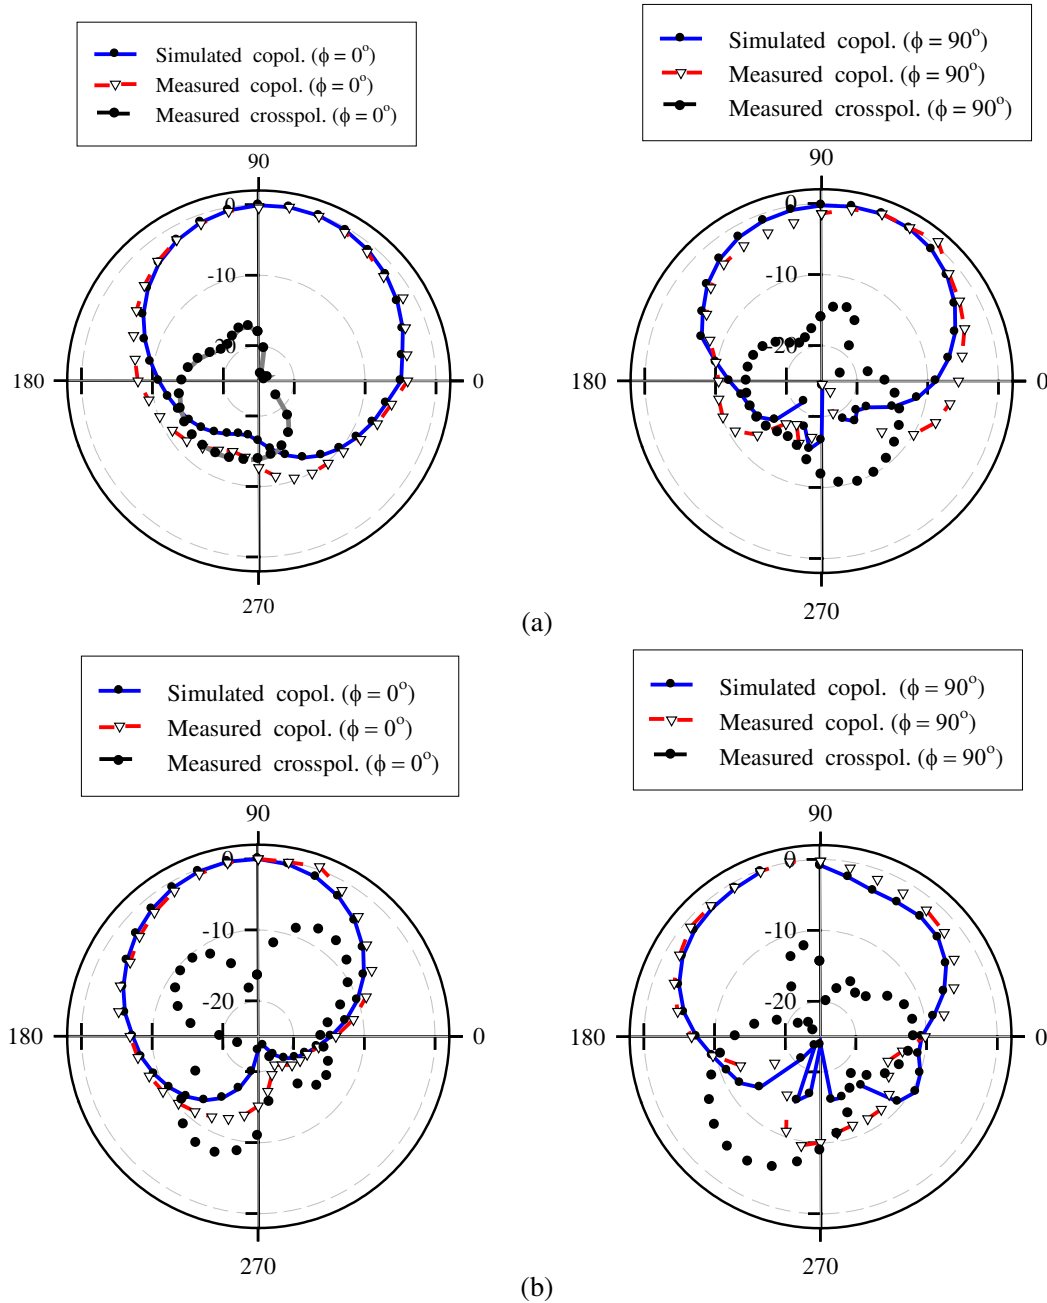 Simulated copol. (ϕ = 0°)
Measured copol. (ϕ = 0°)
Measured crosspol. (ϕ = 0°)
90
0
-10
20
180
0
270
Simulated copol. (ϕ = 90°)
Measured copol. (ϕ = 90°)
Measured crosspol. (ϕ = 90°)
90
0
-10
-20
180
0
270
(a)
Simulated copol. (ϕ = 0°)
Measured copol. (ϕ = 0°)
Measured crosspol. (ϕ = 0°)
90
0
-10
-20
180
0
270
Simulated copol. (ϕ = 90°)
Measured copol. (ϕ = 90°)
Measured crosspol. (ϕ = 90°)
90
0
-10
-20
180
0
270
(b)